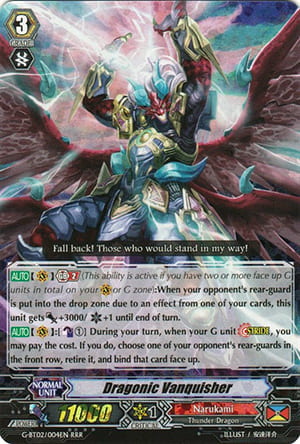 3
GRADE
Fall back! Those who would stand in my way!
AUTO [ ]: 2 (This ability is active if you have two or more face up G
units in total on your or G zone):When your opponent's rear-guard
is put into the drop zone due to an effect from one of your cards, this
unit gets +3000/ +1 until end of turn.
AUTO [ ]:[ 1] During your turn, when your G unit STRIDE, you
may pay the cost. If you do, choose one of your opponent's rear-guards in
the front row, retire it, and bind that card face up.
NORMAL
UNIT
Dragonic Vanquisher
POWER
11000
1
CRITICAL
Narukami
Thunder Dragon
G-BT02/004EN RRR
ILLUST /